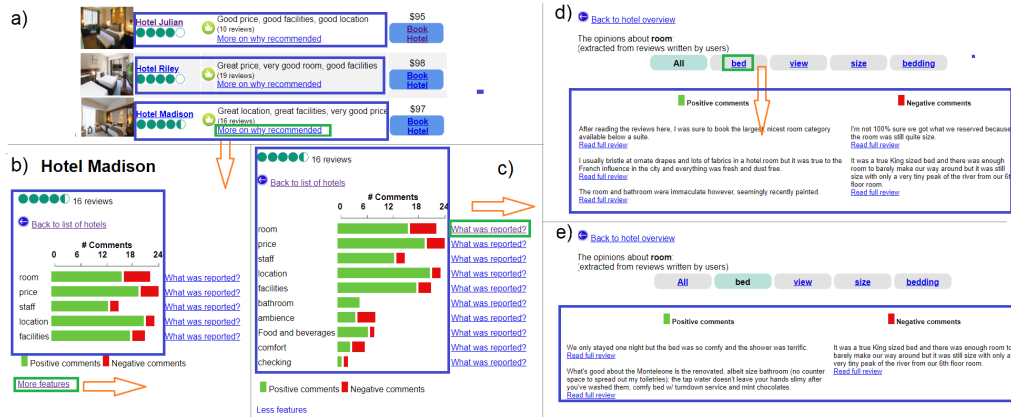 a)
Hotel Julian
Good price, good facilities, good location
(10 reviews)
More on why recommended
$95
Book
Hotel
Hotel Riley
Great price, very good room, good facilities
(19 reviews)
More on why recommended
$98
Book
Hotel
Hotel Madison
Great location, great facilities, very good price
(16 reviews)
More on why recommended
$97
Book
Hotel
b) Hotel Madison
16 reviews
Back to list of hotels
# Comments
0 6 12 18 24
room What was reported?
price What was reported?
staff What was reported?
location What was reported?
facilities What was reported?
Positive comments Negative comments
More features
c)
16 reviews
Back to list of hotels
# Comments
0 6 12 18 24
room What was reported?
price What was reported?
staff What was reported?
location What was reported?
facilities What was reported?
bathroom What was reported?
ambience What was reported?
Food and beverages What was reported?
comfort What was reported?
checking What was reported?
Positive comments Negative comments
Less features
d) Back to hotel overview
The opinions about room:
(extracted from reviews written by users)
All bed view size bedding
Positive comments
Negative comments
After reading the reviews here, I was sure to book the largest, nicest room category
available below a suite.
Read full review
I usually bristle at ornate drapes and lots of fabrics in a hotel room but it was true to the
French influence in the city and everything was fresh and dust free.
Read full review
The room and bathroom were immaculate however, seemingly recently painted.
Read full review
I'm not 100% sure we got what we reserved because
the room was still quite size.
Read full review
It was a true King sized bed and there was enough
room to barely make our way around but it was still
size with only a very tiny peak of the river from our 6t
floor room.
Read full review
e) Back to hotel overview
The opinions about room:
(extracted from reviews written by users)
All bed view size bedding
Positive comments
Negative comments
We only stayed one night but the bed was so comfy and the shower was terrific.
Read full review
What's good about the Monteleone is the renovated, albeit size bathroom (no counter
space to spread out my toiletries); the tap water doesn't leave your hands slimy after
you've washed them; comfy bed w/ turndown service and mint chocolates.
Read full review
It was a true King sized bed and there was enough room to
barely make our way around but it was still size with only a
very tiny peak of the river from our 6th floor room.
Read full review